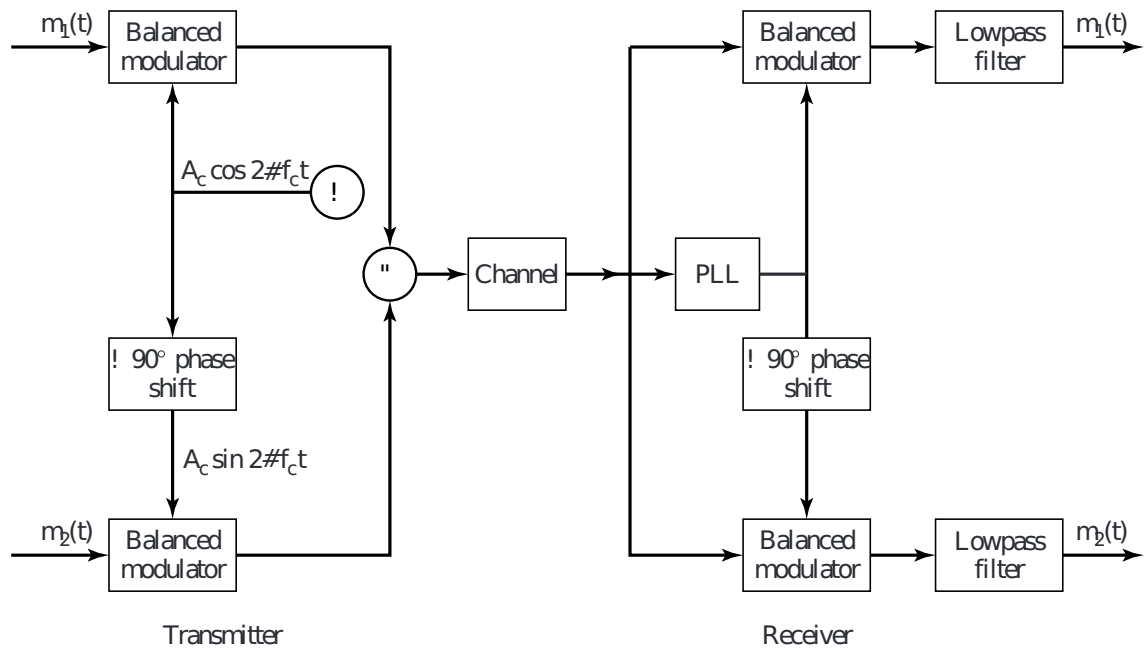 m1(t)
Balanced
modulator
Balanced
modulator
Lowpass
filter
m1(t)
Ac cos 2#fct
!
"
Channel
PLL
! 90° phase
shift
! 90° phase
shift
Ac sin 2#fct
m2(t)
Balanced
modulator
Balanced
modulator
Lowpass
filter
m2(t)
Transmitter
Receiver